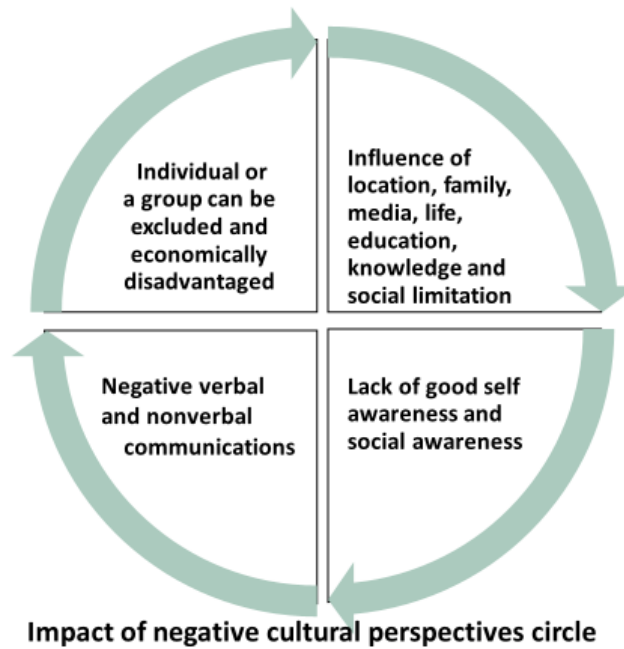 Individual or
a group can be
excluded and
economically
disadvantaged
Influence of
location, family,
media, life,
education,
knowledge and
social limitation
Negative verbal
and nonverbal
communications
Lack of good self
awareness and
social awareness
Impact of negative cultural perspectives circle